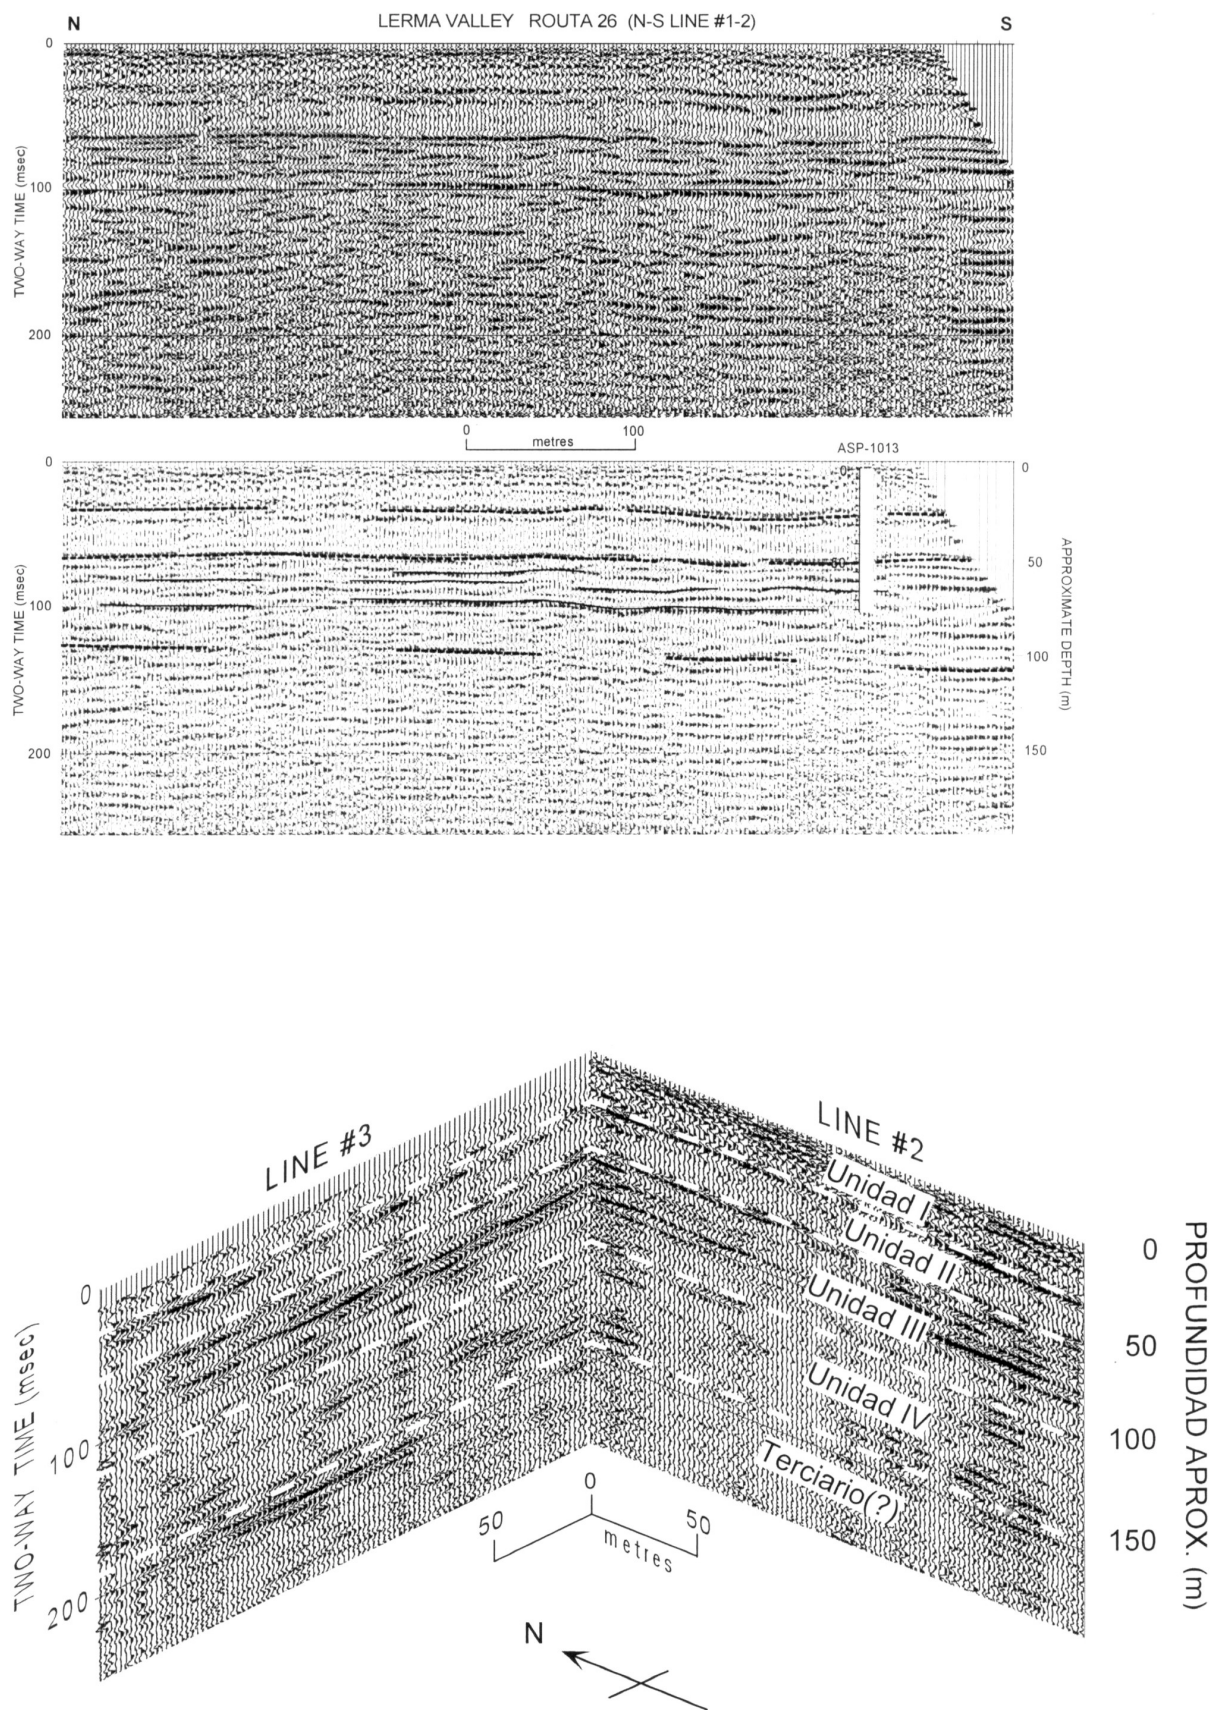 N LERMA VALLEY ROUTA 26 (N-S LINE #1-2) S
0
100
200
TWO-WAY TIME (msec)
0 100
metres
ASP-1013
0 0 0
50 50
100
100
150
200
TWO-WAY TIME (msec)
APPROXIMATE DEPTH (m)
LINE #3
LINE #2
Unidad I
Unidad II
Unidad III
Unidad IV
Terciario(?)
0
100
200
TWO-WAY TIME (msec)
0
50
100
150
PROFUNDIDAD APROX. (m)
50 0 50
metres
N